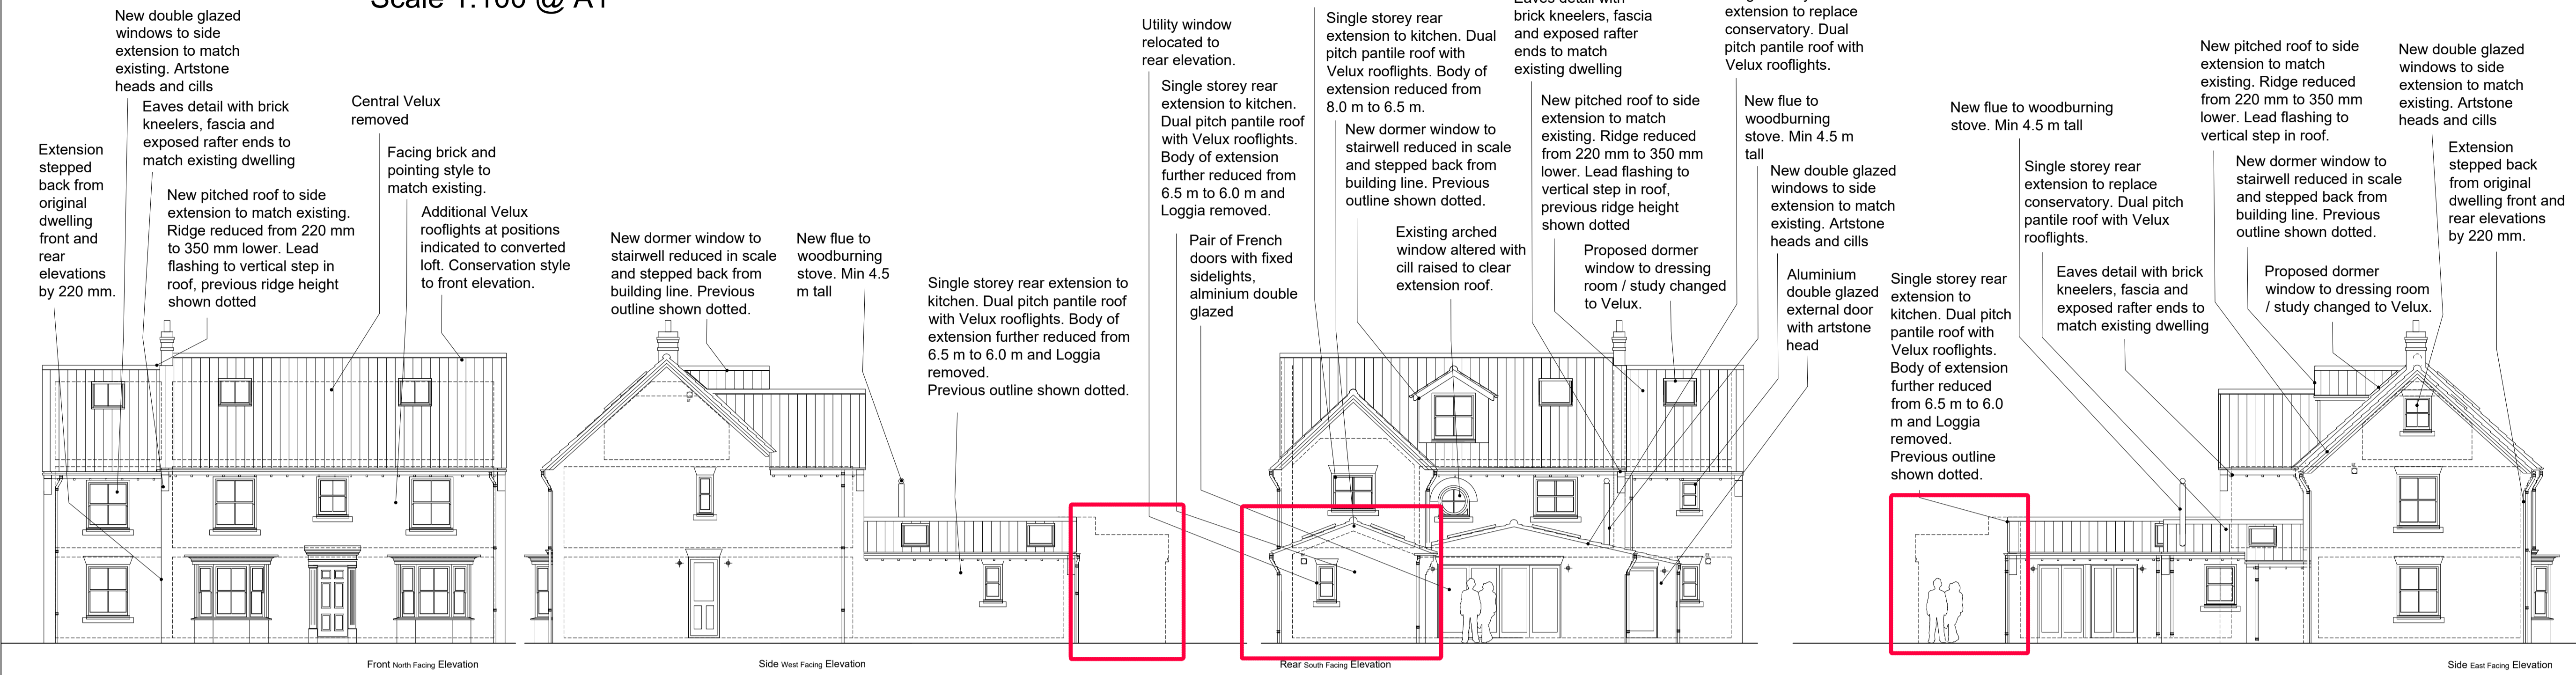 Scale 1:100 @ A1
New double glazed
windows to side
extension to match
existing. Artstone
heads and cills
Eaves detail with brick
kneelers, fascia and
exposed rafter ends to
match existing dwelling
Extension
stepped
back from
original
dwelling
front and
rear
elevations
by 220 mm.
New pitched roof to side
extension to match existing.
Ridge reduced from 220 mm
to 350 mm lower. Lead
flashing to vertical step in
roof, previous ridge height
shown dotted
Central Velux
removed
Facing brick and
pointing style to
match existing.
Additional Velux
rooflights at positions
indicated to converted
loft. Conservation style
to front elevation.
Front North Facing Elevation
New dormer window to
stairwell reduced in scale
and stepped back from
building line. Previous
outline shown dotted.
New flue to
woodburning
stove. Min 4.5
m tall
Single storey rear extension to
kitchen. Dual pitch pantile roof
with Velux rooflights. Body of
extension further reduced from
6.5 m to 6.0 m and Loggia
removed.
Previous outline shown dotted.
Side West Facing Elevation
Utility window
relocated to
rear elevation.
Single storey rear
extension to kitchen.
Dual pitch pantile roof
with Velux rooflights.
Body of extension
further reduced from
6.5 m to 6.0 m and
Loggia removed.
Pair of French
doors with fixed
sidelights,
alminium double
glazed
Single storey rear
extension to kitchen. Dual
pitch pantile roof with
Velux rooflights. Body of
extension reduced from
8.0 m to 6.5 m.
New dormer window to
stairwell reduced in scale
and stepped back from
building line. Previous
outline shown dotted.
Existing arched
window altered with
cill raised to clear
extension roof.
Eaves detail with
brick kneelers, fascia
and exposed rafter
ends to match
existing dwelling
New pitched roof to side
extension to match
existing. Ridge reduced
from 220 mm to 350 mm
lower. Lead flashing to
vertical step in roof,
previous ridge height
shown dotted
Proposed dormer
window to dressing
room / study changed
to Velux.
extension to replace
conservatory. Dual
pitch pantile roof with
Velux rooflights.
New flue to
woodburning
stove. Min 4.5 m
tall
New double glazed
windows to side
extension to match
existing. Artstone
heads and cills
Aluminium
double glazed
external door
with artstone
head
Rear South Facing Elevation
Single storey rear
extension to
kitchen. Dual pitch
pantile roof with
Velux rooflights.
Body of extension
further reduced
from 6.5 m to 6.0
m and Loggia
removed.
Previous outline
shown dotted.
New flue to woodburning
stove. Min 4.5 m tall
Single storey rear
extension to replace
conservatory. Dual pitch
pantile roof with Velux
rooflights.
Eaves detail with brick
kneelers, fascia and
exposed rafter ends to
match existing dwelling
New pitched roof to side
extension to match
existing. Ridge reduced
from 220 mm to 350 mm
lower. Lead flashing to
vertical step in roof.
New dormer window to
stairwell reduced in scale
and stepped back from
building line. Previous
outline shown dotted.
Proposed dormer
window to dressing room
/ study changed to Velux.
New double glazed
windows to side
extension to match
existing. Artstone
heads and cills
Extension
stepped back
from original
dwelling front and
rear elevations
by 220 mm.
Side East Facing Elevation